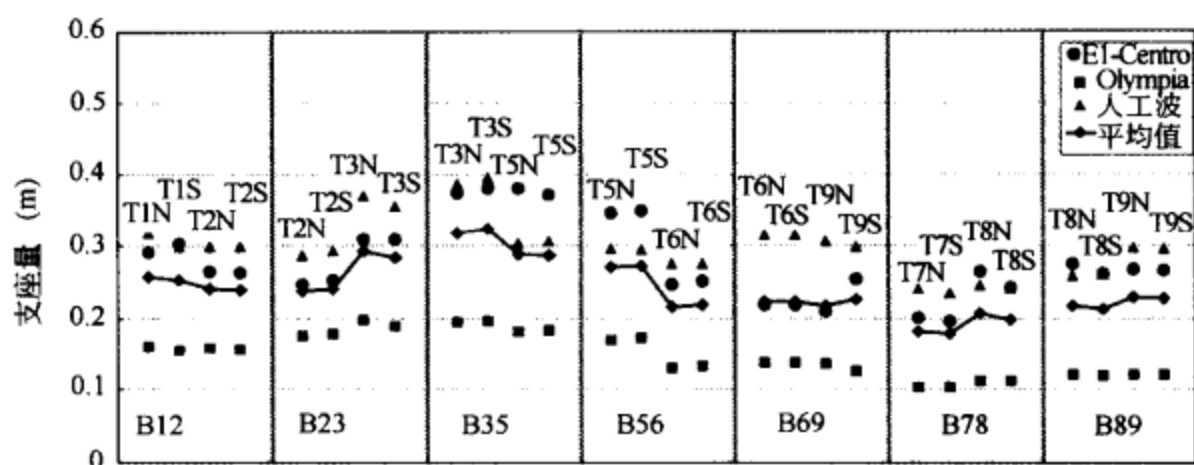 0.6
0.5
0.4
0.3
0.2
0.1
0
支座量 (m)
E1-Centro
Olympia
人工波
平均值
T1N
T1S
T2N
T2S
B12
T2N
T2S
T3N
T3S
B23
T3N
T3S
T5N
T5S
B35
T5N
T5S
T6N
T6S
B56
T6N
T6S
T9N
T9S
B69
T7N
T7S
T8N
T8S
B78
T8N
T8S
T9N
T9S
B89